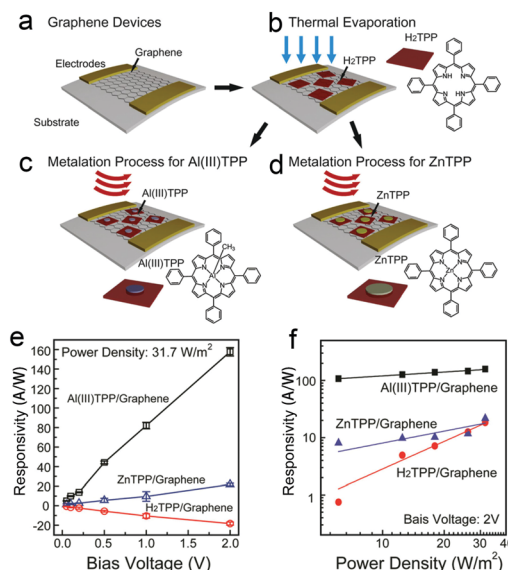 a Graphene Devices
Graphene
Electrodes
Substrate
b Thermal Evaporation
H2TPP
H2TPP
NH N
N HN
c Metalation Process for Al(III)TPP
Al(III)TPP
Al(III)TPP
CH3
N N
Al
N N
d Metalation Process for ZnTPP
ZnTPP
ZnTPP
N N
Zn
N N
e
Power Density: 31.7 W/m2
Al(III)TPP/Graphene
ZnTPP/Graphene
H2TPP/Graphene
Responsivity (A/W)
160
140
120
100
80
60
40
20
0
-20
0.0 0.5 1.0 1.5 2.0
Bias Voltage (V)
f
Al(III)TPP/Graphene
ZnTPP/Graphene
H2TPP/Graphene
Bais Voltage: 2V
Responsivity (A/W)
100
10
1
10 20 30 40
Power Density (W/m2)